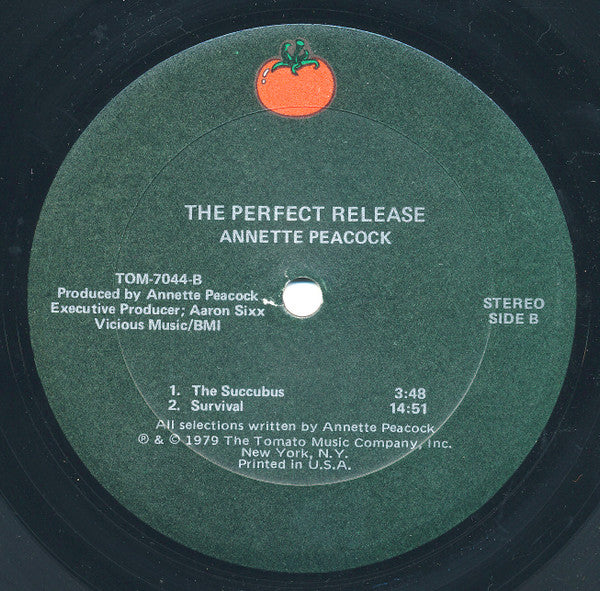 THE PERFECT RELEASE
ANNETTE PEACOCK
TOM-7044-B
Produced by Annette Peacock
Executive Producer; Aaron Sixx
Vicious Music/BMI
STEREO
SIDE B
1. The Succubus 3:48
2. Survival 14:51
All selections written by Annette Peacock
℗ & © 1979 The Tomato Music Company, Inc.
New York, N.Y.
Printed in U.S.A.